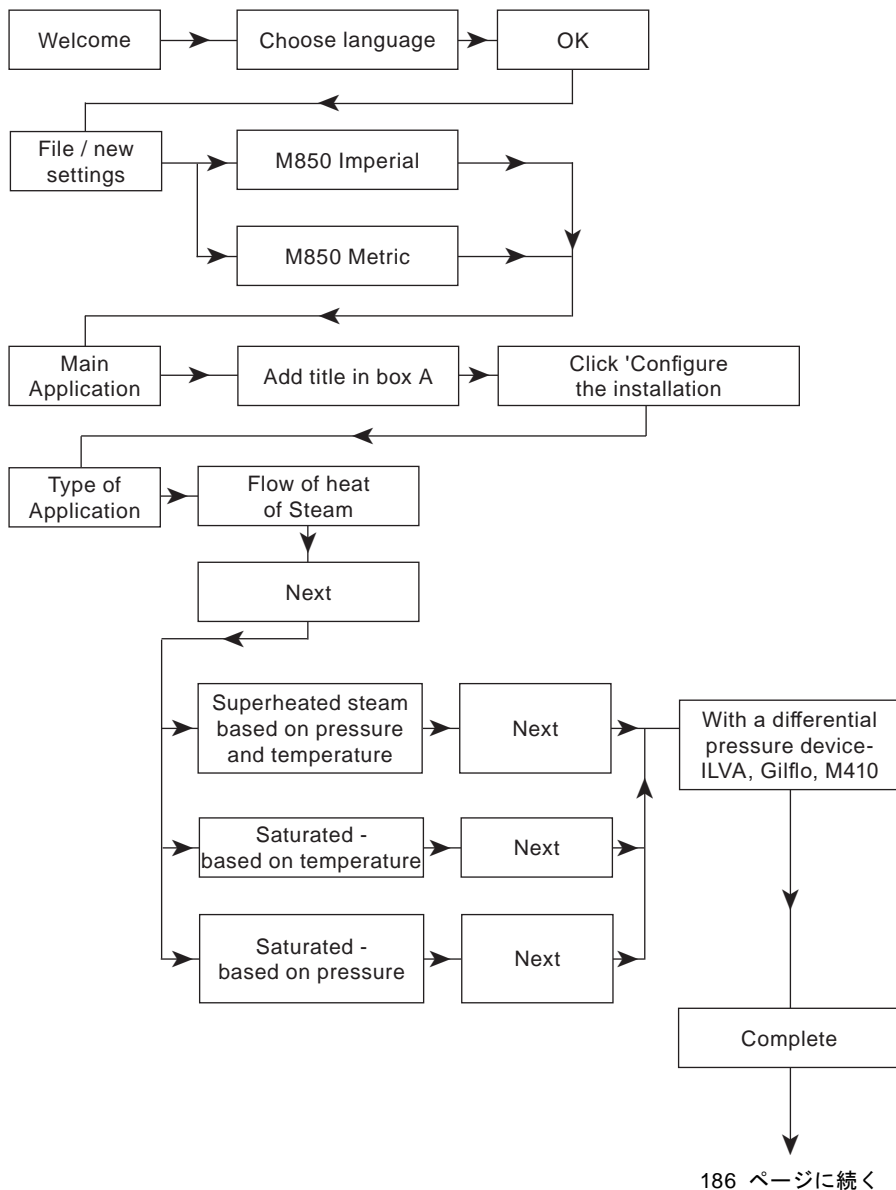 Welcome
Choose language
OK
File / new
settings
M850 Imperial
M850 Metric
Main
Application
Add title in box A
Click 'Configure
the installation
Type of
Application
Flow of heat
of Steam
Next
Superheated steam
based on pressure
and temperature
Next
With a differential
pressure device-
ILVA, Gilflo, M410
Saturated -
based on temperature
Next
Saturated -
based on pressure
Next
Complete
186 ページに続く